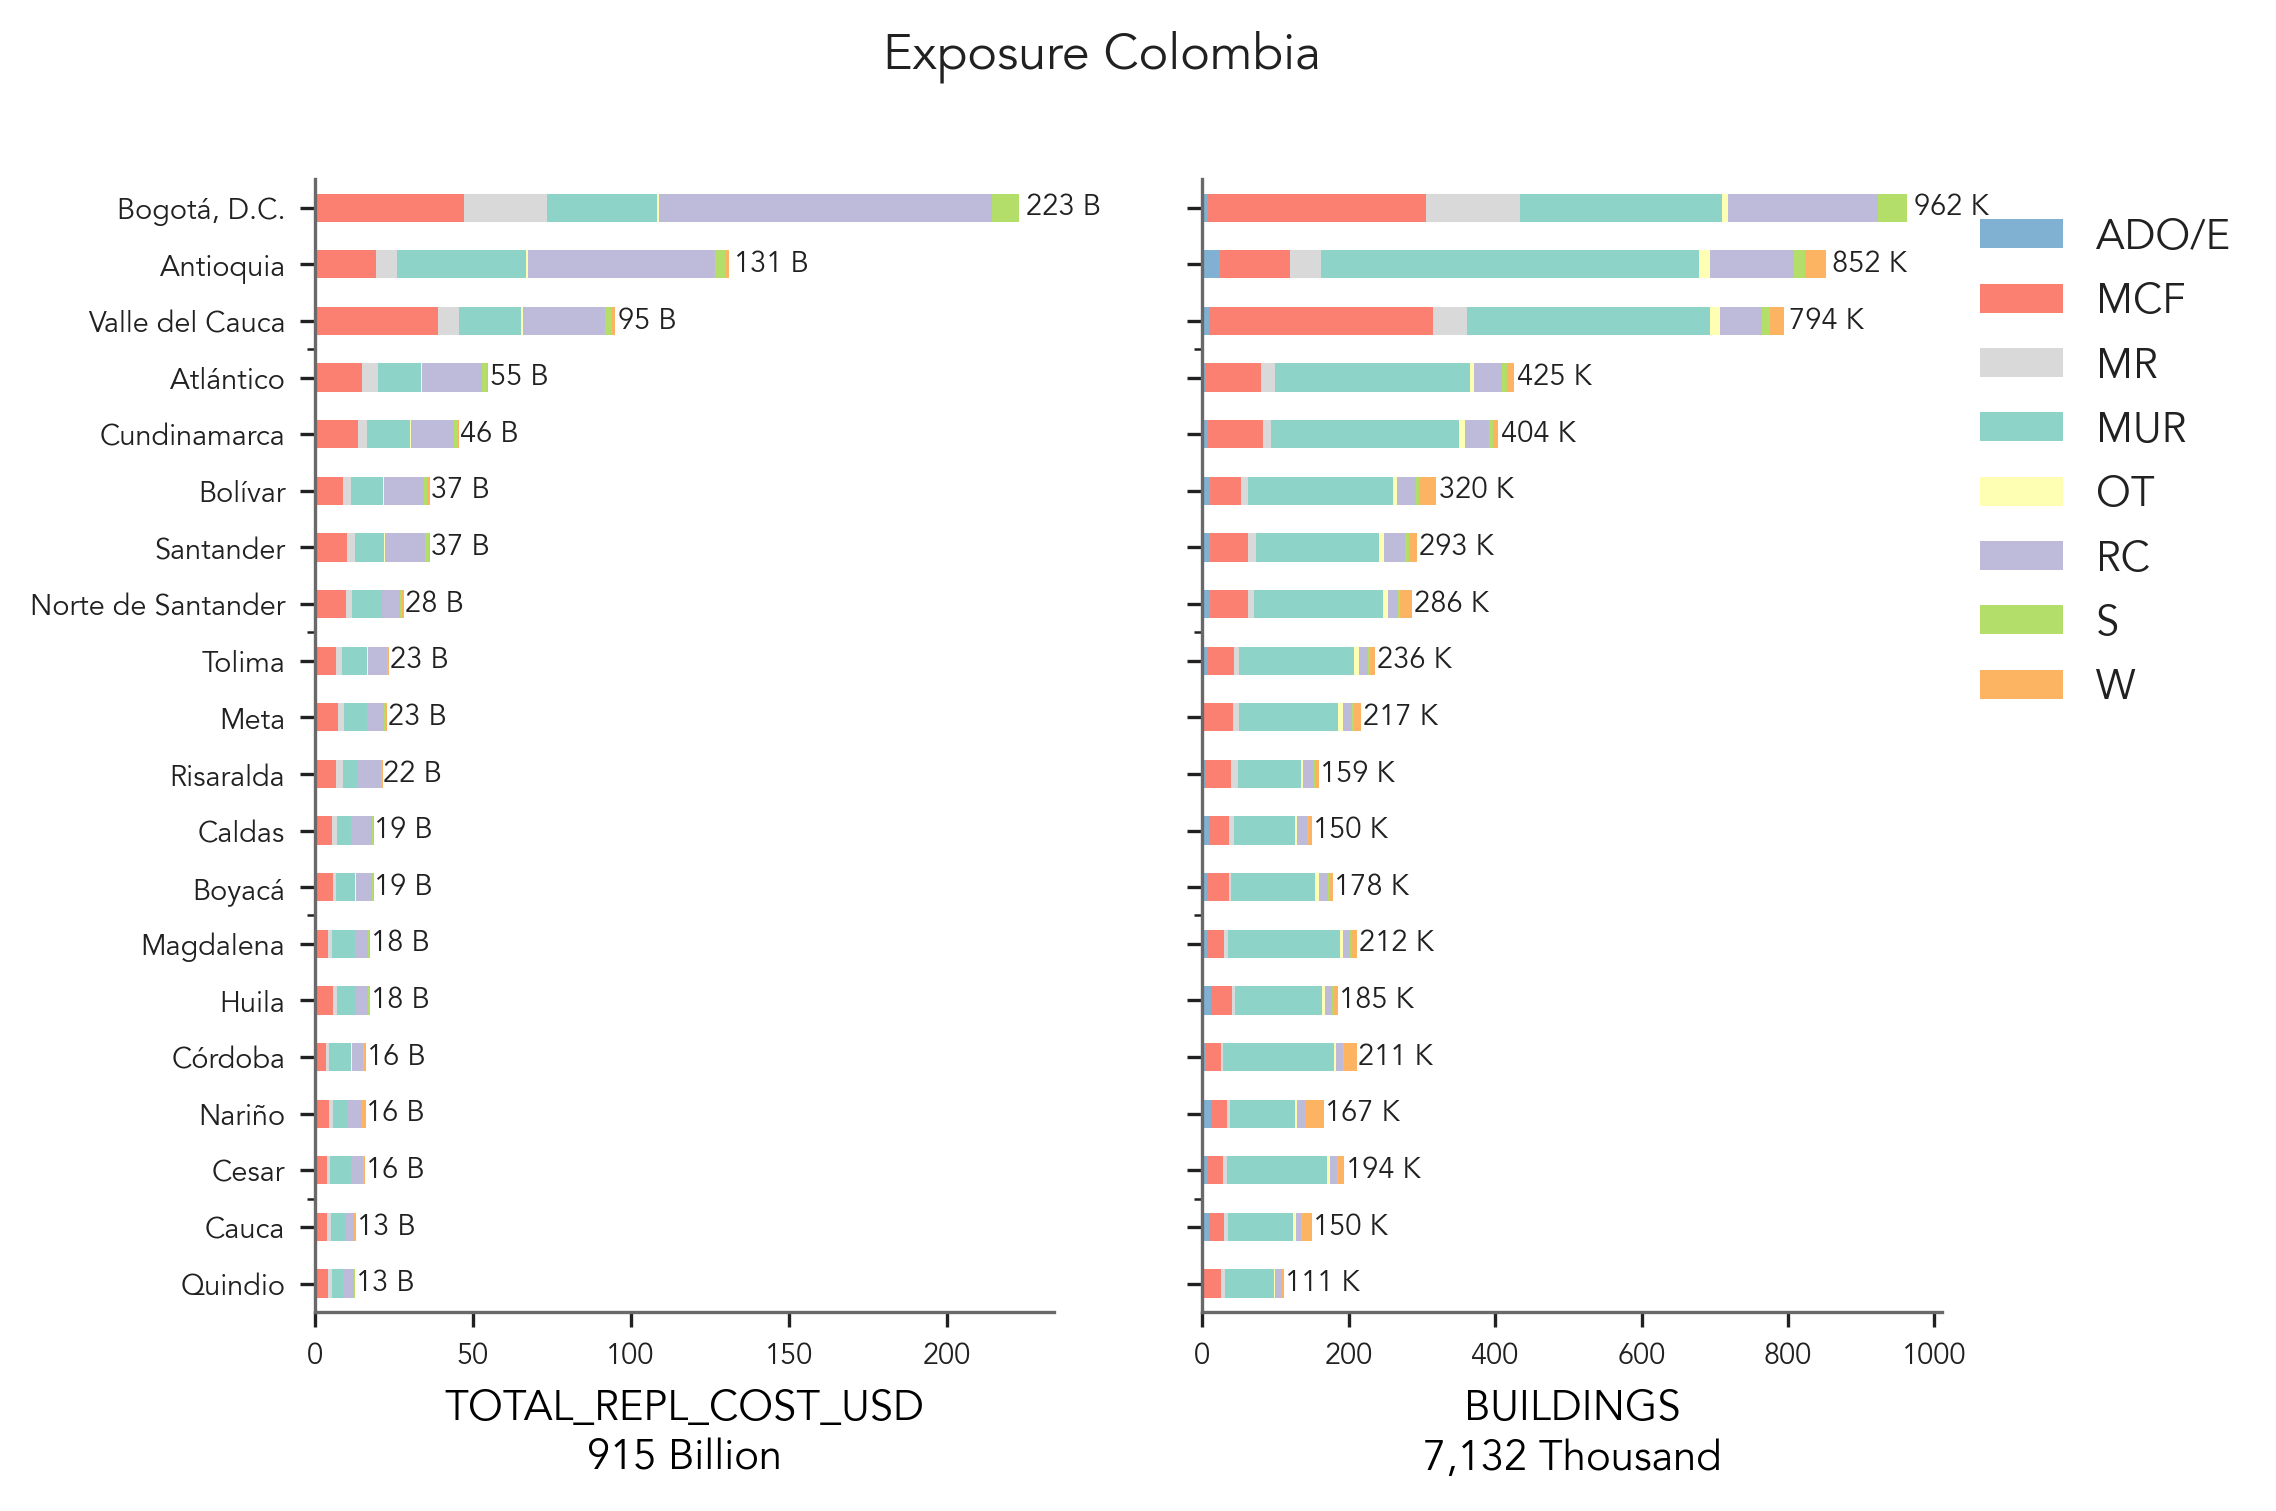 Exposure Colombia
Bogotá, D.C.
Antioquia
Valle del Cauca
Atlántico
Cundinamarca
Bolívar
Santander
Norte de Santander
Tolima
Meta
Risaralda
Caldas
Boyacá
Magdalena
Huila
Córdoba
Nariño
Cesar
Cauca
Quindio
223 B
131 B
95 B
55 B
46 B
37 B
37 B
28 B
23 B
23 B
22 B
19 B
19 B
18 B
18 B
16 B
16 B
16 B
13 B
13 B
0 50 100 150 200
TOTAL_REPL_COST_USD
915 Billion
962 K
852 K
794 K
425 K
404 K
320 K
293 K
286 K
236 K
217 K
159 K
150 K
178 K
212 K
185 K
211 K
167 K
194 K
150 K
111 K
0 200 400 600 800 1000
BUILDINGS
7,132 Thousand
ADO/E
MCF
MR
MUR
OT
RC
S
W